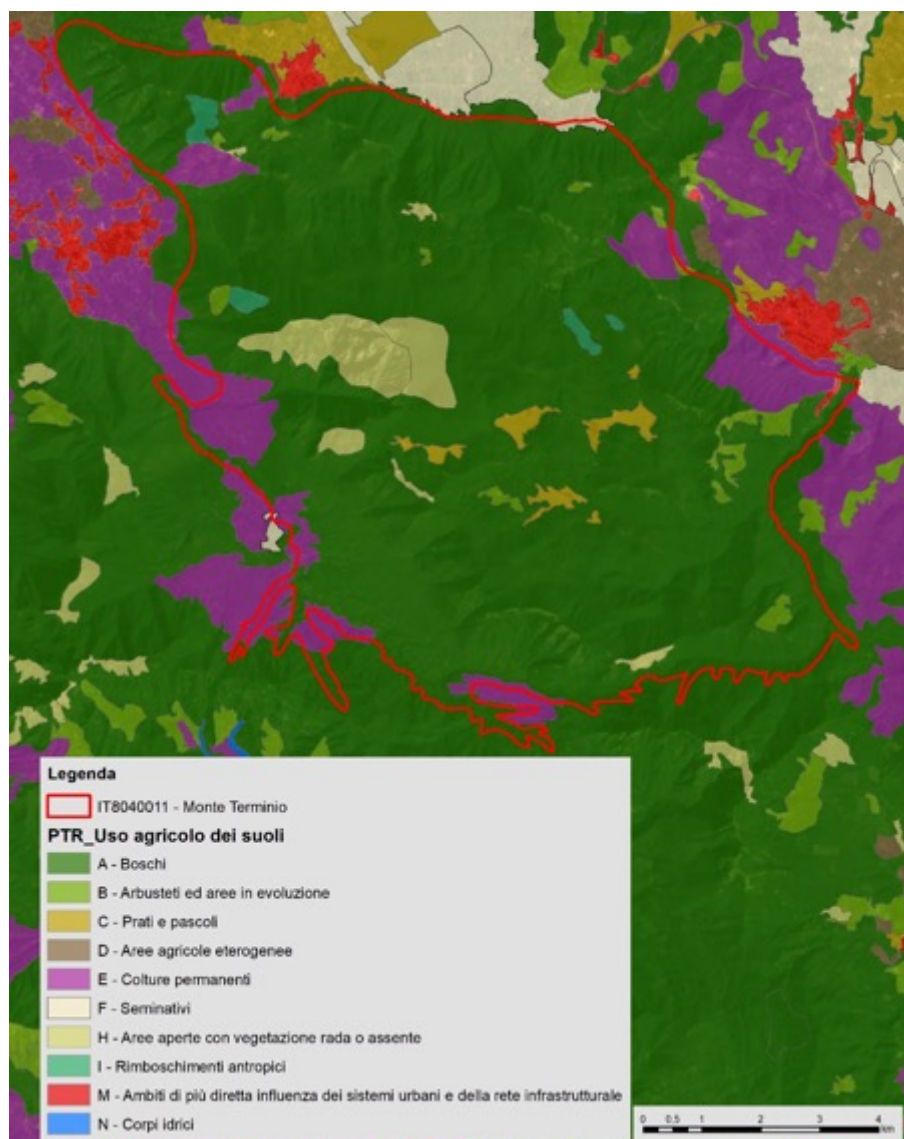 Legenda
IT8040011 - Monte Terminio
PTR_Uso agricolo dei suoli
A - Boschi
B - Arbusteti ed aree in evoluzione
C - Prati e pascoli
D - Aree agricole eterogenee
E - Colture permanenti
F - Seminativi
H - Aree aperte con vegetazione rada o assente
I - Rimboschimenti antropici
M - Ambiti di più diretta influenza dei sistemi urbani e della rete infrastrutturale
N - Corpi idrici
0 0.5 1 2 3 4
km